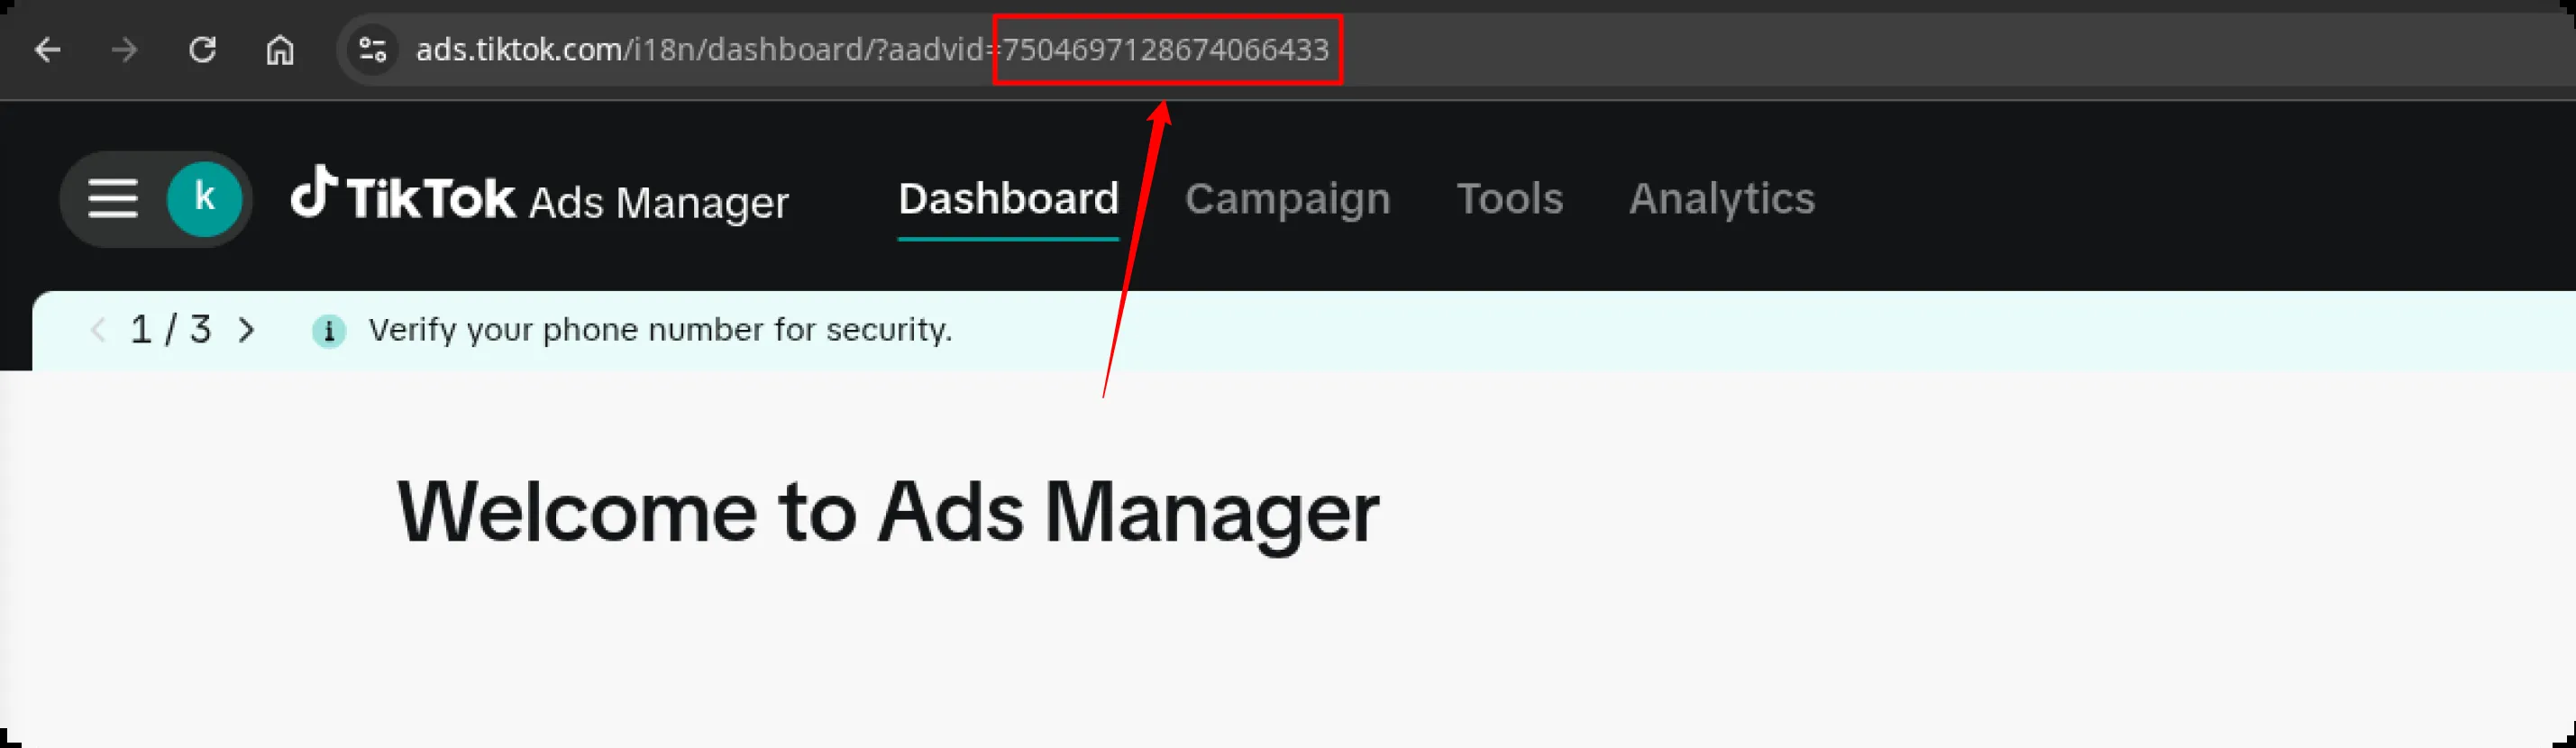 ads.tiktok.com/i18n/dashboard/?aadvid=7504697128674066433
k TikTok Ads Manager Dashboard Campaign Tools Analytics
1 / 3 Verify your phone number for security.
Welcome to Ads Manager